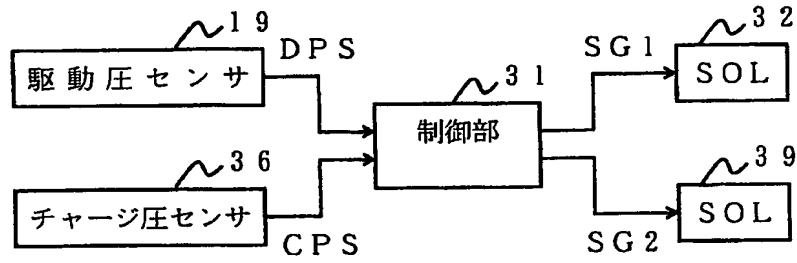 19
駆動圧センサ
DPS
31
制御部
SG1
32
SOL
36
チャージ圧センサ
CPS
SG2
39
SOL